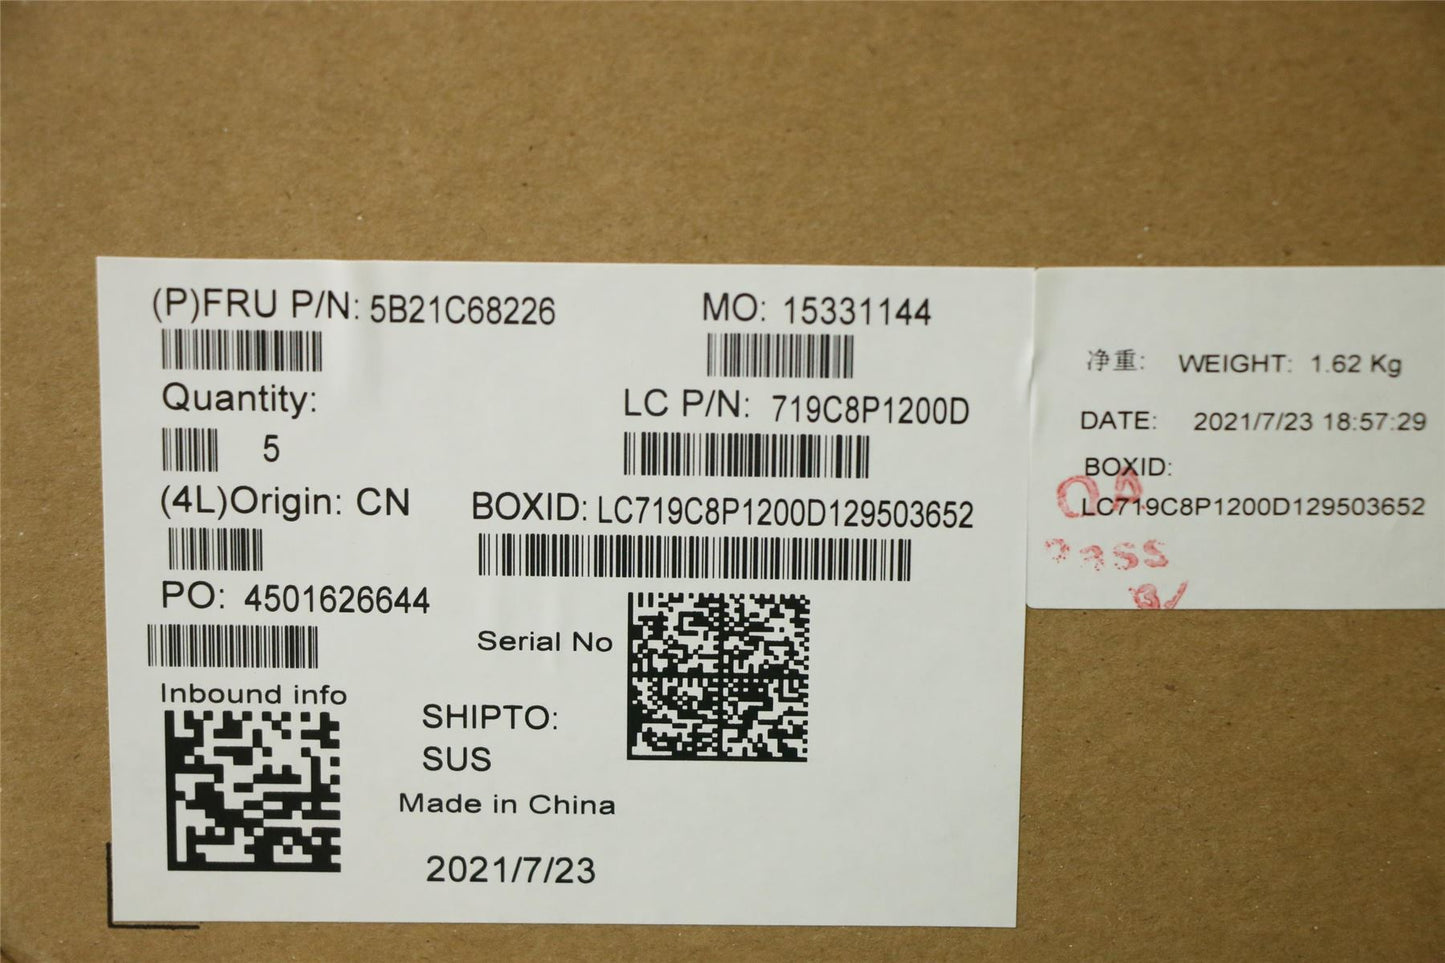 (P)FRU P/N: 5B21C68226
MO: 15331144
Quantity:
5
LC P/N: 719C8P1200D
(4L)Origin: CN
BOXID: LC719C8P1200D129503652
PO: 4501626644
Serial No
Inbound info
SHIPTO:
SUS
Made in China
2021/7/23
净重: WEIGHT: 1.62 Kg
DATE: 2021/7/23 18:57:29
BOXID:
LC719C8P1200D129503652
QA
Pass